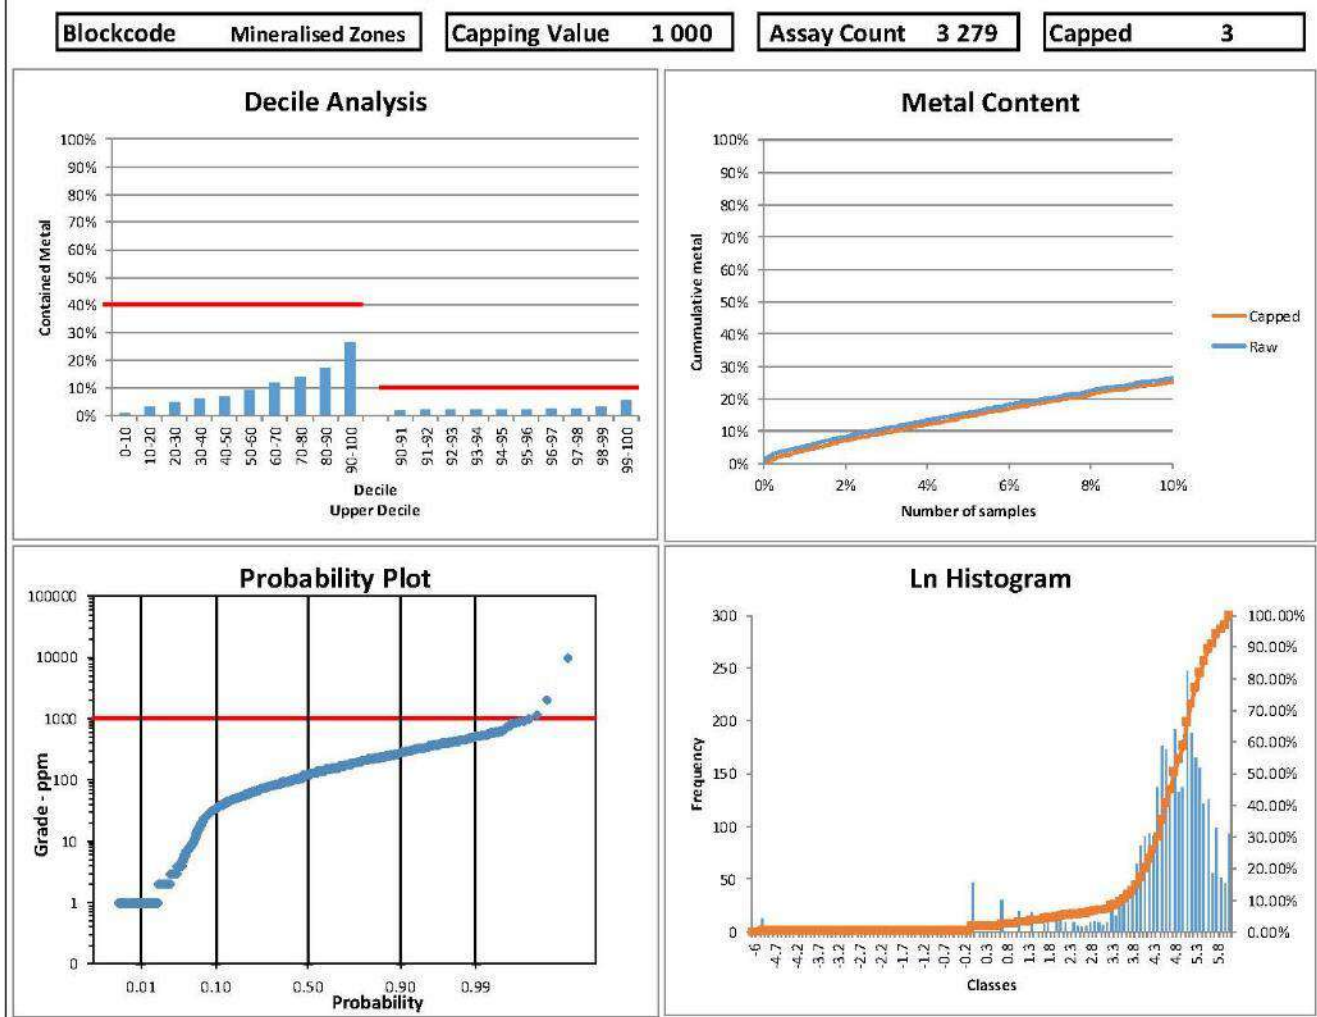 Blockcode Mineralised Zones Capping Value 1 000 Assay Count 3 279 Capped 3
Decile Analysis
100%
90%
80%
70%
60%
50%
40%
30%
20%
10%
0%
Contained Metal
0-10 10-20 20-30 30-40 40-50 50-60 60-70 70-80 80-90 90-100 90-91 91-92 92-93 93-94 94-95 95-96 96-97 97-98 98-99 99-100
Decile
Upper Decile
Metal Content
100%
90%
80%
70%
60%
50%
40%
30%
20%
10%
0%
Cummulative metal
0% 2% 4% 6% 8% 10%
Number of samples
Capped
Raw
Probability Plot
100000
10000
1000
100
10
1
0
Grade - ppm
0.01 0.10 0.50 0.90 0.99
Probability
Ln Histogram
300
250
200
150
100
50
0
Frequency
100.00%
90.00%
80.00%
70.00%
60.00%
50.00%
40.00%
30.00%
20.00%
10.00%
0.00%
-6 -4.7 -4.2 -3.7 -3.2 -2.7 -2.2 -1.7 -1.2 -0.7 -0.2 0.3 0.8 1.3 1.8 2.3 2.8 3.3 3.8 4.3 4.8 5.3 5.8
Classes